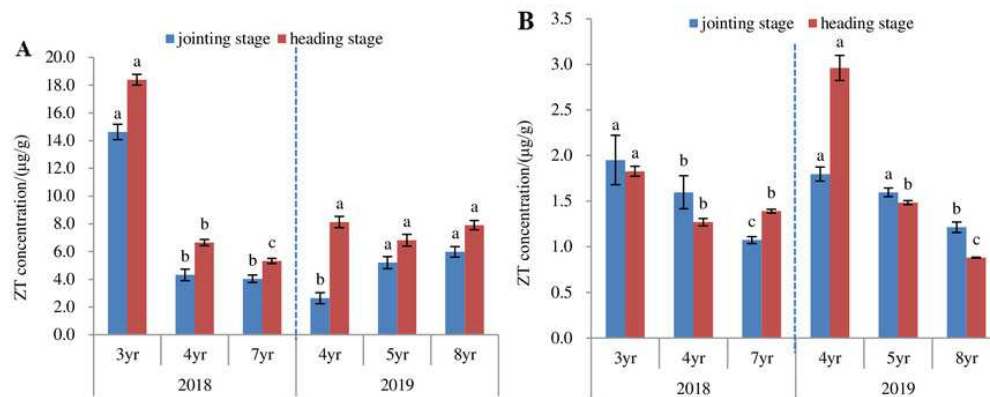 A
jointing stage heading stage
ZT concentration/(μg/g)
20.0
18.0
16.0
14.0
12.0
10.0
8.0
6.0
4.0
2.0
0.0
a a b b b c b a a a a a
3yr 4yr 7yr 4yr 5yr 8yr
2018 2019
B
jointing stage heading stage
ZT concentration/(μg/g)
3.5
3.0
2.5
2.0
1.5
1.0
0.5
0.0
a a b b c b a a a b b c
3yr 4yr 7yr 4yr 5yr 8yr
2018 2019